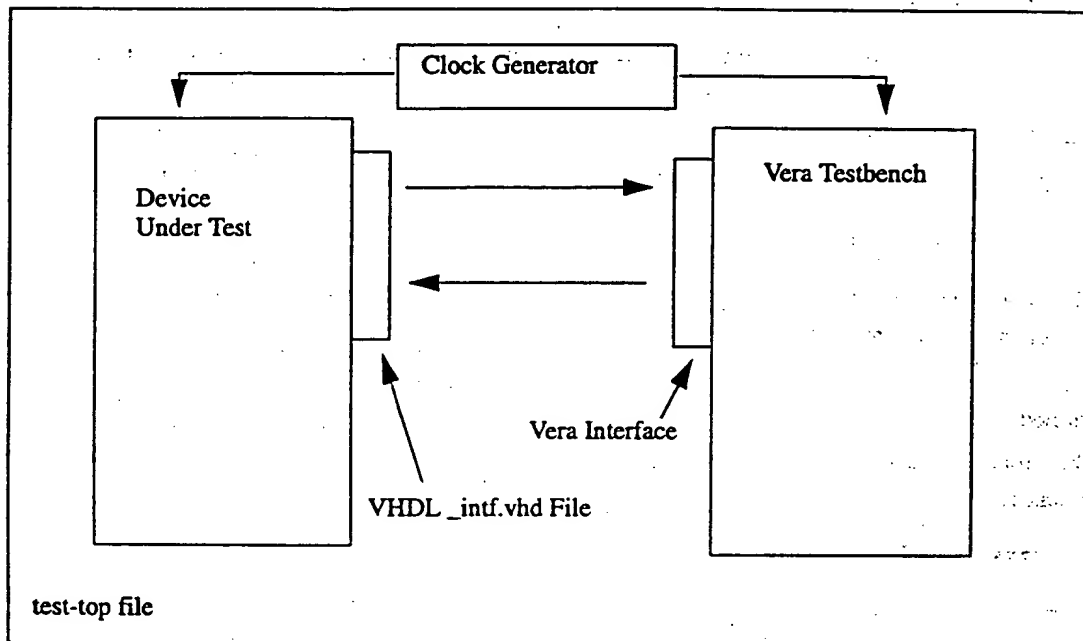 Clock Generator
Device
Under Test
Vera Testbench
Vera Interface
VHDL _intf.vhd File
test-top file